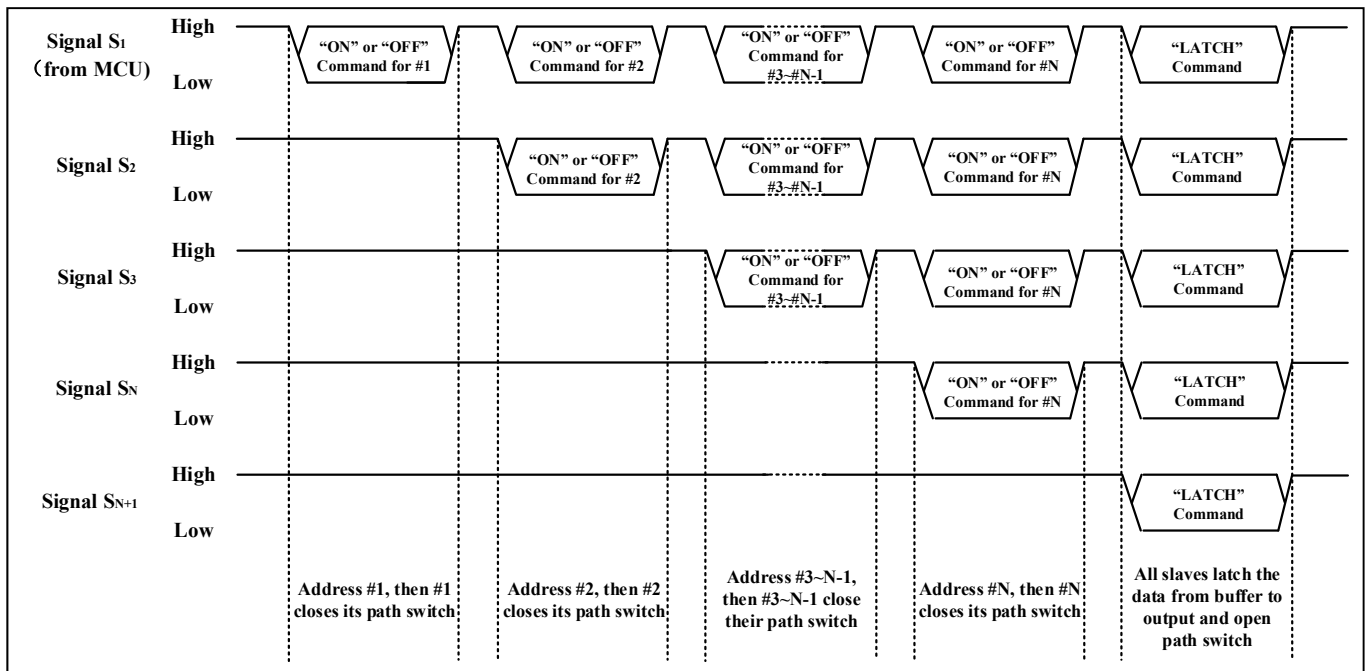 Signal S1
（from MCU)
High
Low
“ON” or “OFF”
Command for #1
“ON” or “OFF”
Command for #2
“ON” or “OFF”
Command for
#3~#N-1
“ON” or “OFF”
Command for #N
“LATCH”
Command
Signal S2
High
Low
“ON” or “OFF”
Command for #2
“ON” or “OFF”
Command for
#3~#N-1
“ON” or “OFF”
Command for #N
“LATCH”
Command
Signal S3
High
Low
“ON” or “OFF”
Command for
#3~#N-1
“ON” or “OFF”
Command for #N
“LATCH”
Command
Signal SN
High
Low
“ON” or “OFF”
Command for #N
“LATCH”
Command
Signal SN+1
High
Low
“LATCH”
Command
Address #1, then #1
closes its path switch
Address #2, then #2
closes its path switch
Address #3~N-1,
then #3~N-1 close
their path switch
Address #N, then #N
closes its path switch
All slaves latch the
data from buffer to
output and open
path switch